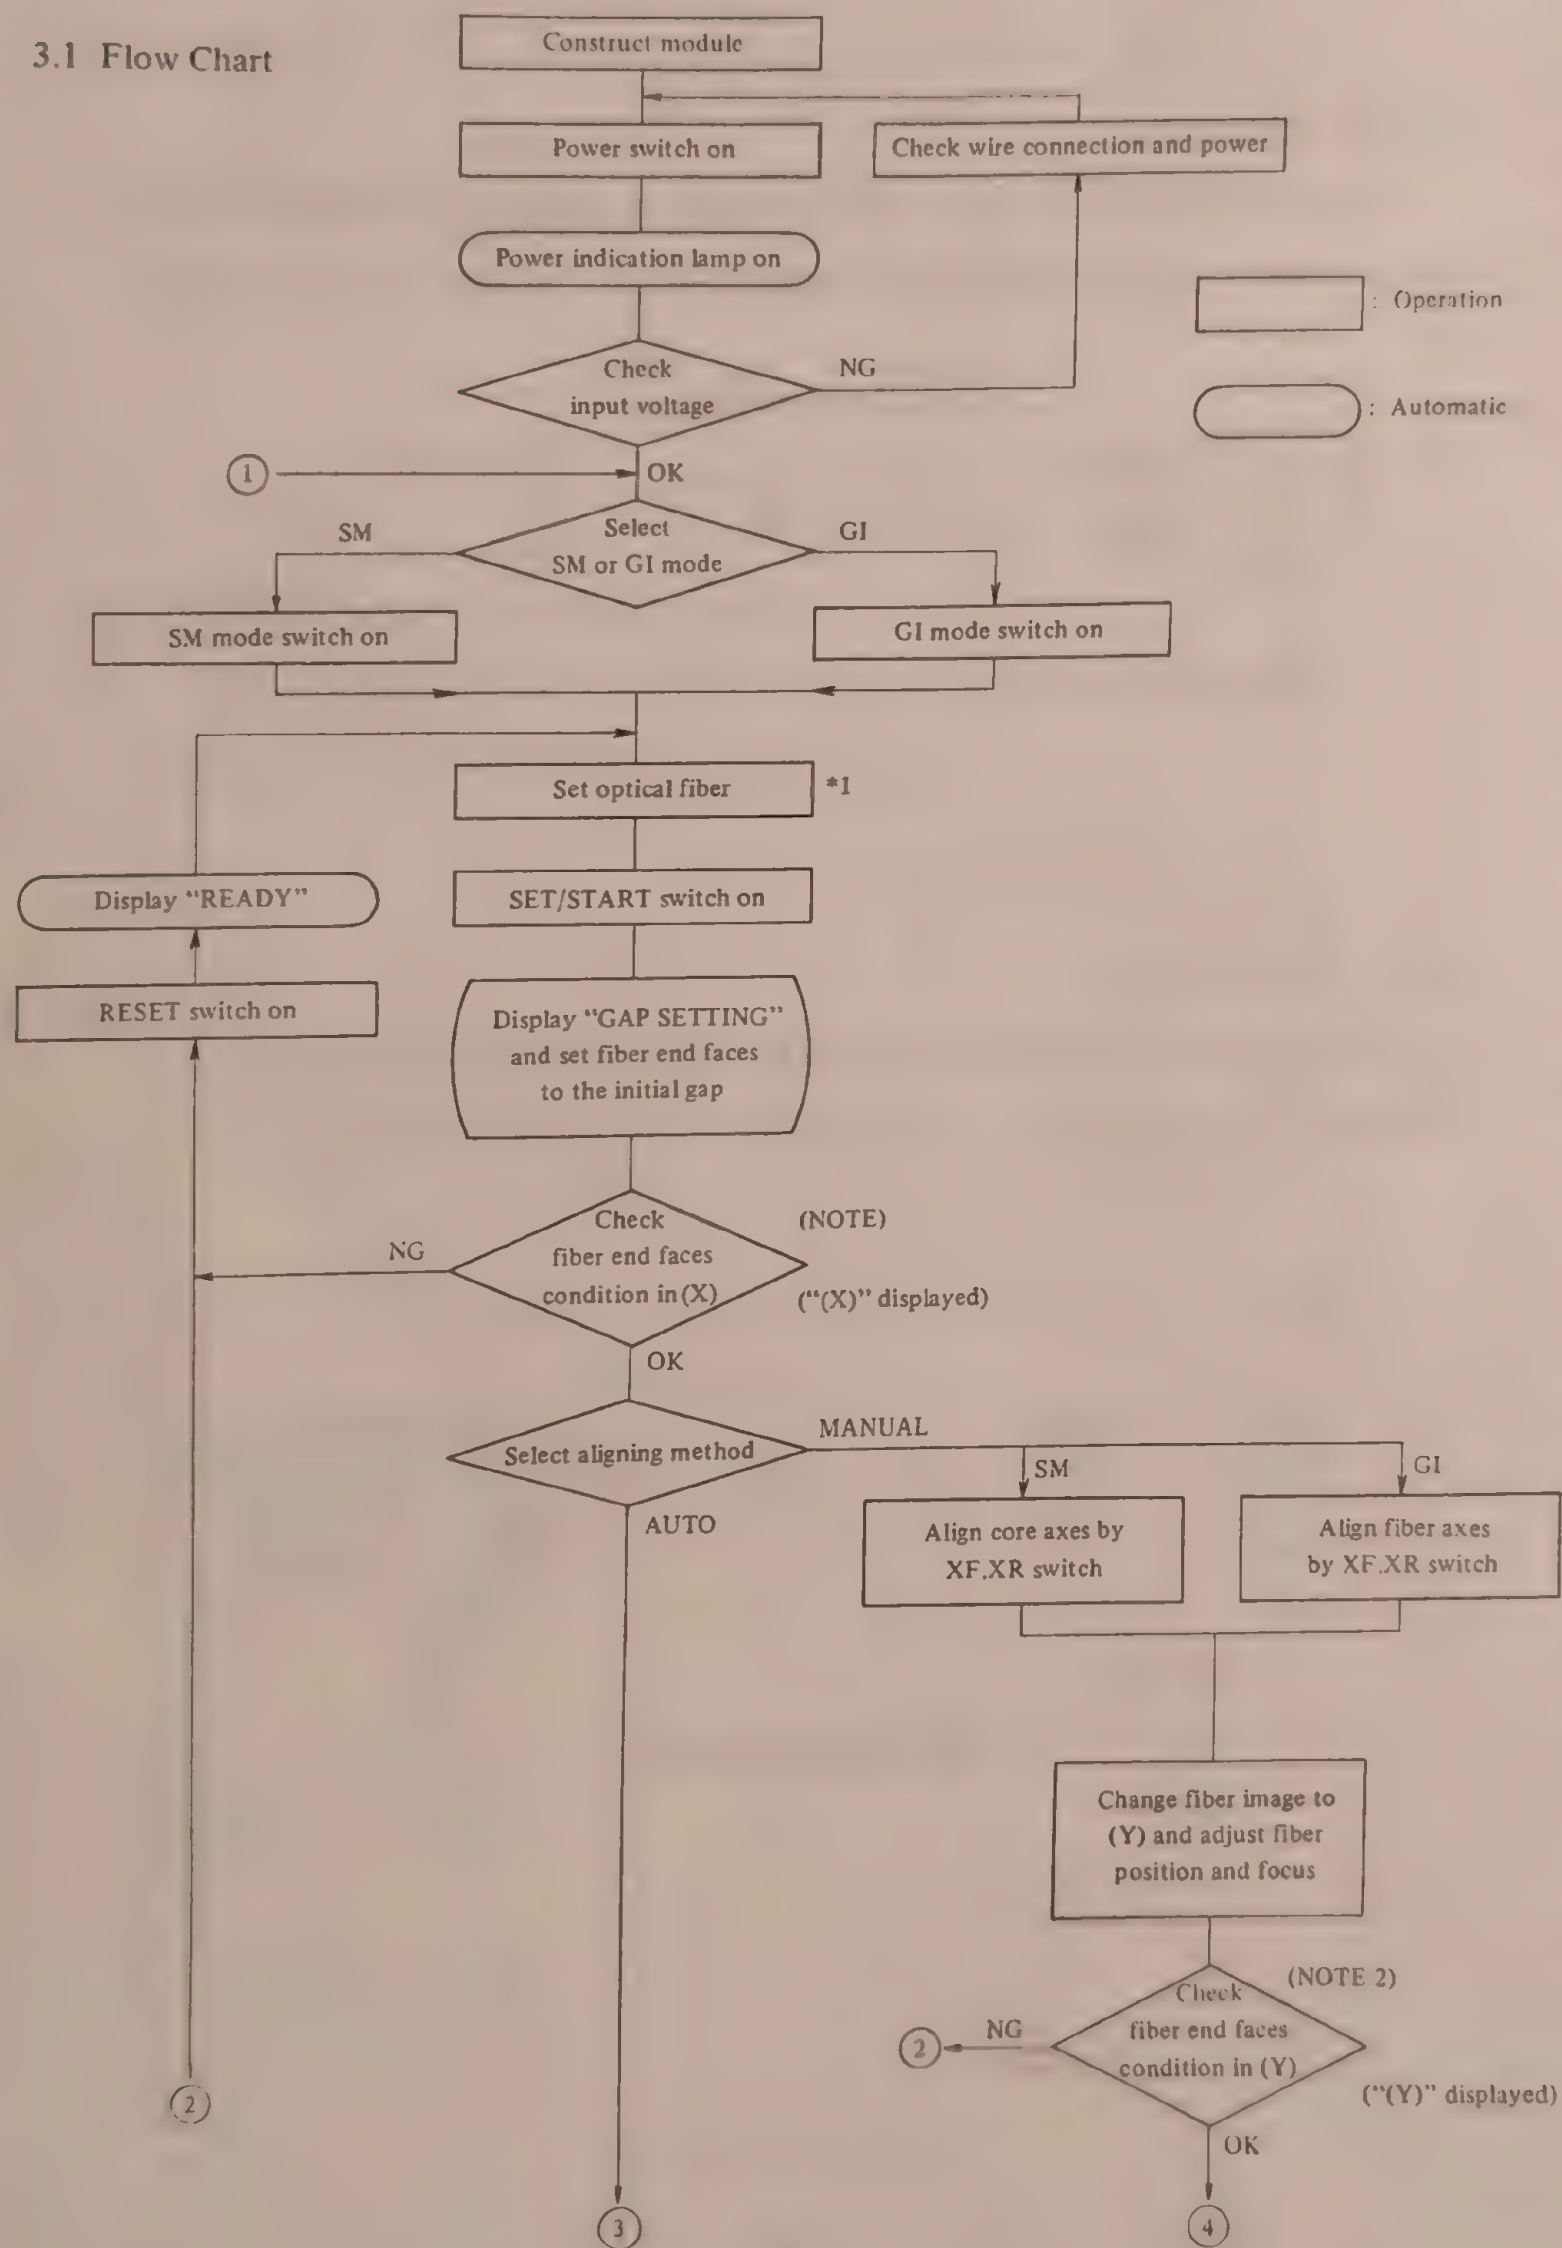 3.1 Flow Chart
Construct module
Power switch on
Check wire connection and power
Power indication lamp on
: Operation
Check
input voltage
NG
: Automatic
1
OK
SM
Select
SM or GI mode
GI
SM mode switch on
GI mode switch on
Set optical fiber
*1
Display “READY”
SET/START switch on
RESET switch on
Display “GAP SETTING”
and set fiber end faces
to the initial gap
NG
Check
fiber end faces
condition in (X)
(NOTE)
(“(X)” displayed)
OK
Select aligning method
MANUAL
SM
GI
AUTO
Align core axes by
XF.XR switch
Align fiber axes
by XF.XR switch
Change fiber image to
(Y) and adjust fiber
position and focus
(NOTE 2)
Check
fiber end faces
condition in (Y)
NG
2
(“(Y)” displayed)
2
OK
3
4